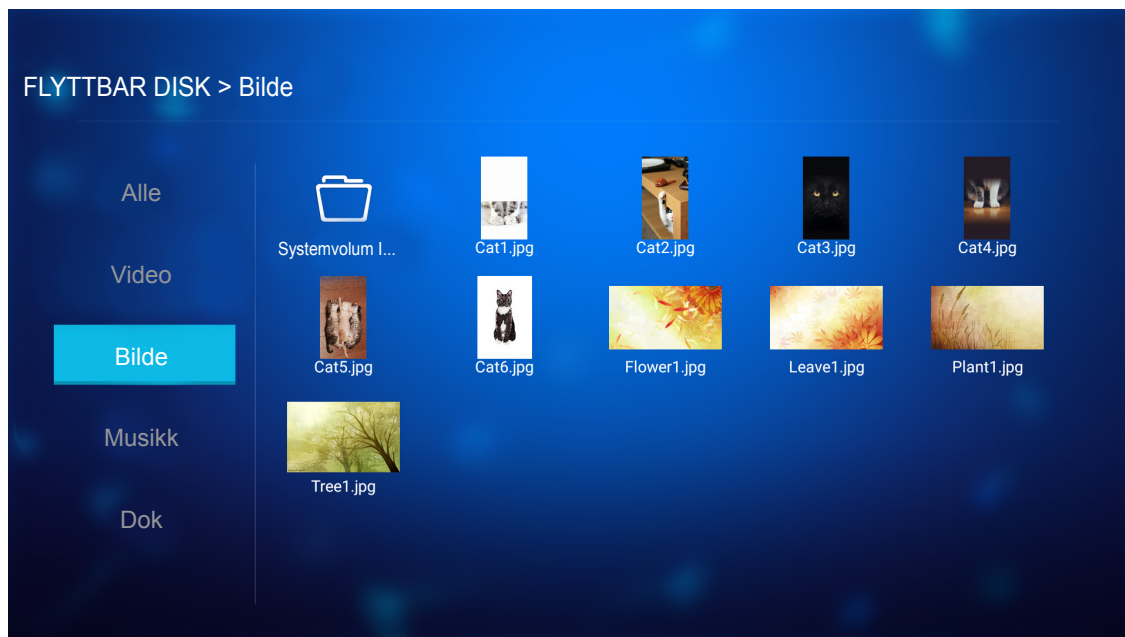 FLYTTBAR DISK > Bilde
Alle
Video
Bilde
Musikk
Dok
Systemvolum I...
Cat1.jpg
Cat2.jpg
Cat3.jpg
Cat4.jpg
Cat5.jpg
Cat6.jpg
Flower1.jpg
Leave1.jpg
Plant1.jpg
Tree1.jpg